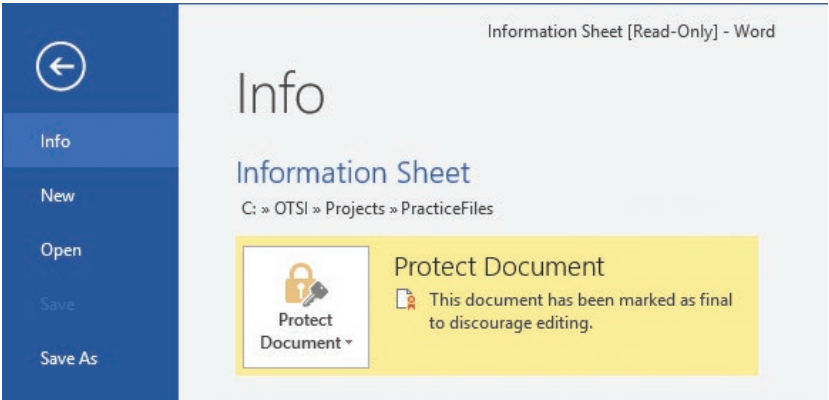 Information Sheet [Read-Only] - Word
Info
Info
New
Open
Save
Save As
Information Sheet
C: » OTSI » Projects » PracticeFiles
Protect
Document
Protect Document
This document has been marked as final
to discourage editing.